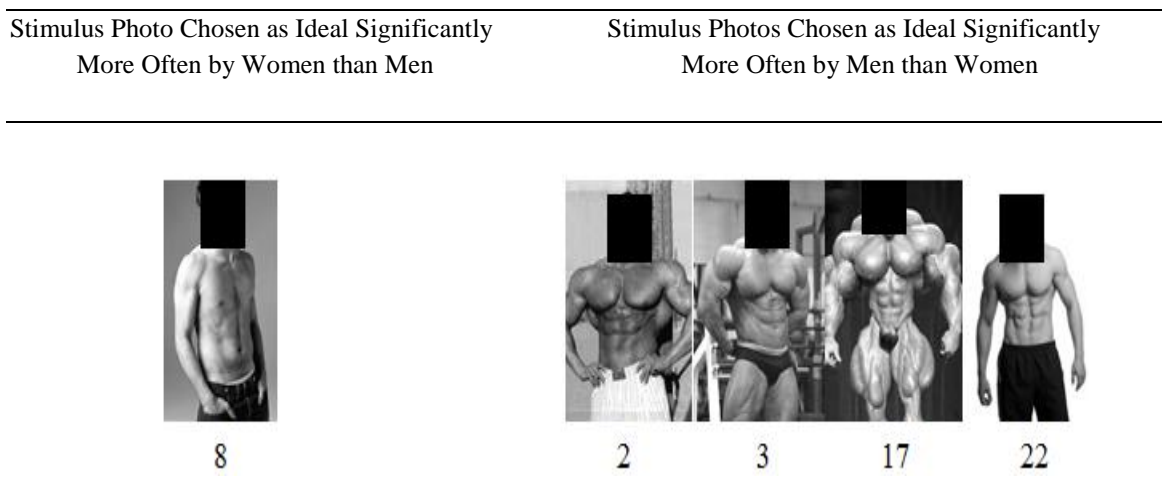 Stimulus Photo Chosen as Ideal Significantly
More Often by Women than Men
Stimulus Photos Chosen as Ideal Significantly
More Often by Men than Women
8
2 3 17 22